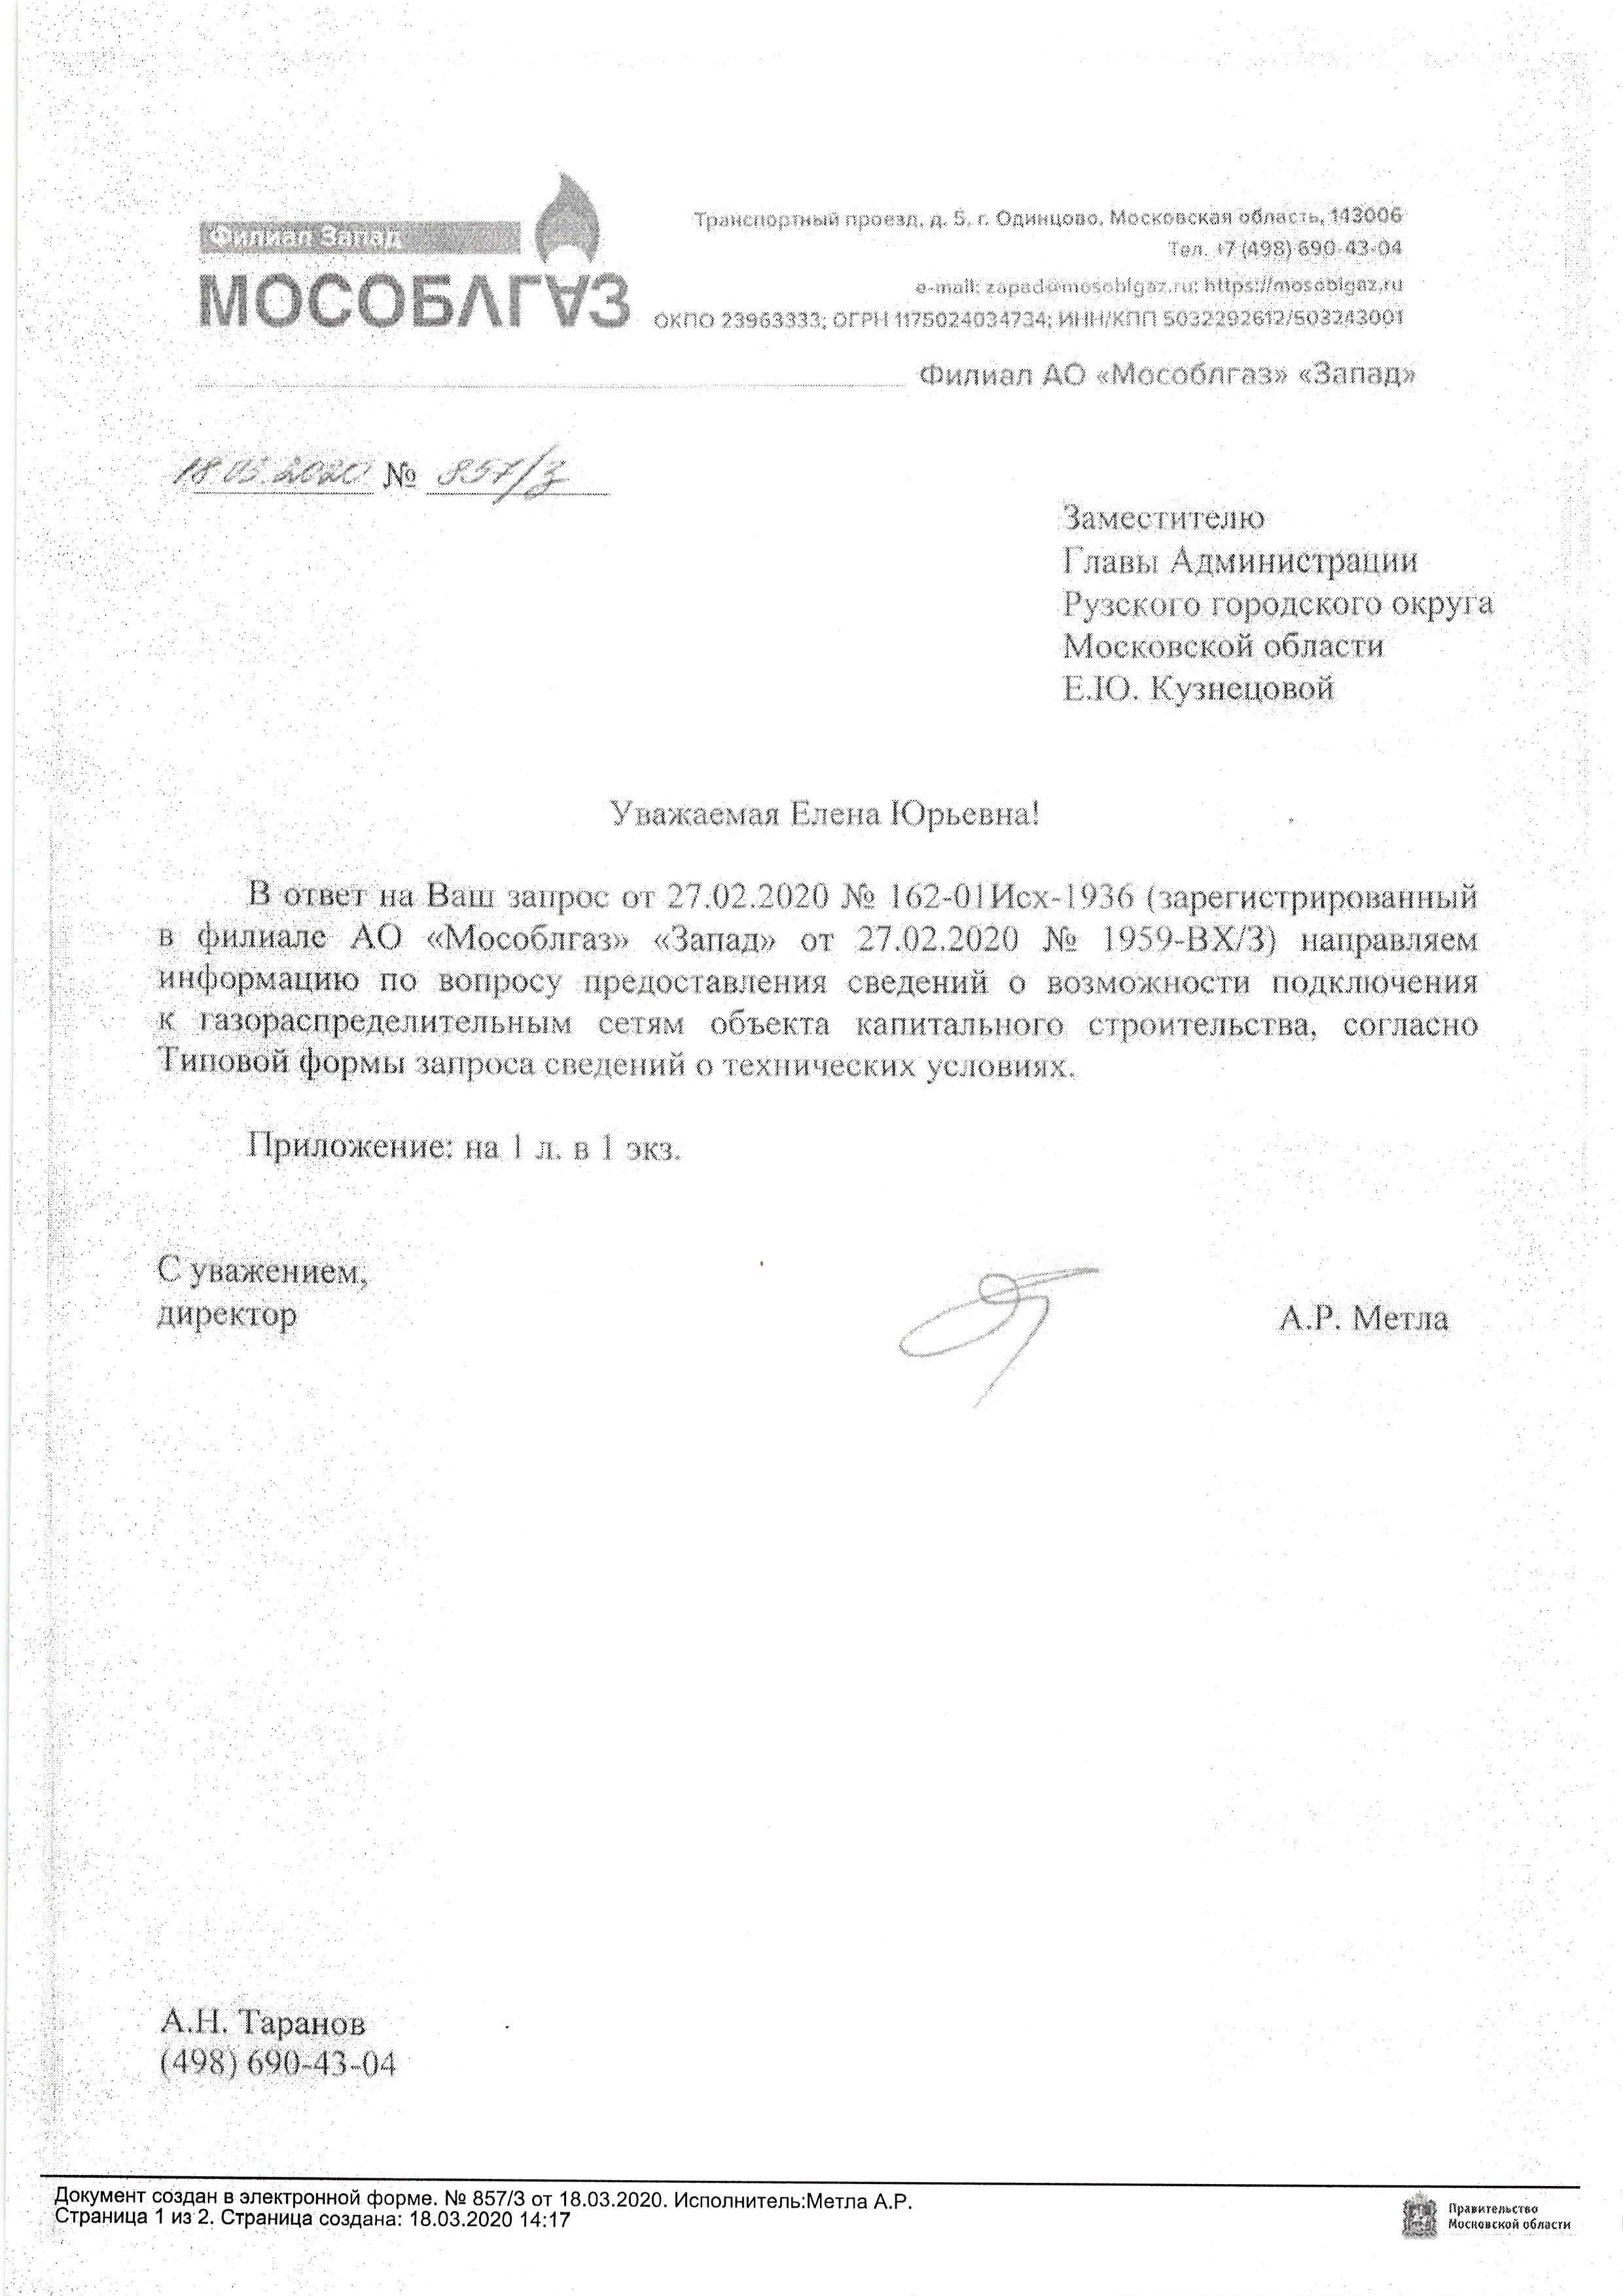 Филиал Запад
МОСОБЛГАЗ
Транспортный проезд, д. 5, г. Одинцово, Московская область, 143006
Тел. +7 (498) 690-43-04
e-mail: zapad@mosoblgaz.ru; https://mosoblgaz.ru
ОКПО 23963333; ОГРН 1175024034734; ИНН/КПП 5032292612/503243001
Филиал АО «Мособлгаз» «Запад»
18.03.2020 № 857/З
Заместителю
Главы Администрации
Рузского городского округа
Московской области
Е.Ю. Кузнецовой
Уважаемая Елена Юрьевна!
В ответ на Ваш запрос от 27.02.2020 № 162-01Исх-1936 (зарегистрированный
в филиале АО «Мособлгаз» «Запад» от 27.02.2020 № 1959-ВХ/З) направляем
информацию по вопросу предоставления сведений о возможности подключения
к газораспределительным сетям объекта капитального строительства, согласно
Типовой формы запроса сведений о технических условиях.
Приложение: на 1 л. в 1 экз.
С уважением,
директор
А.Р. Метла
А.Н. Таранов
(498) 690-43-04
Документ создан в электронной форме. № 857/З от 18.03.2020. Исполнитель:Метла А.Р.
Страница 1 из 2. Страница создана: 18.03.2020 14:17
Правительство
Московской области